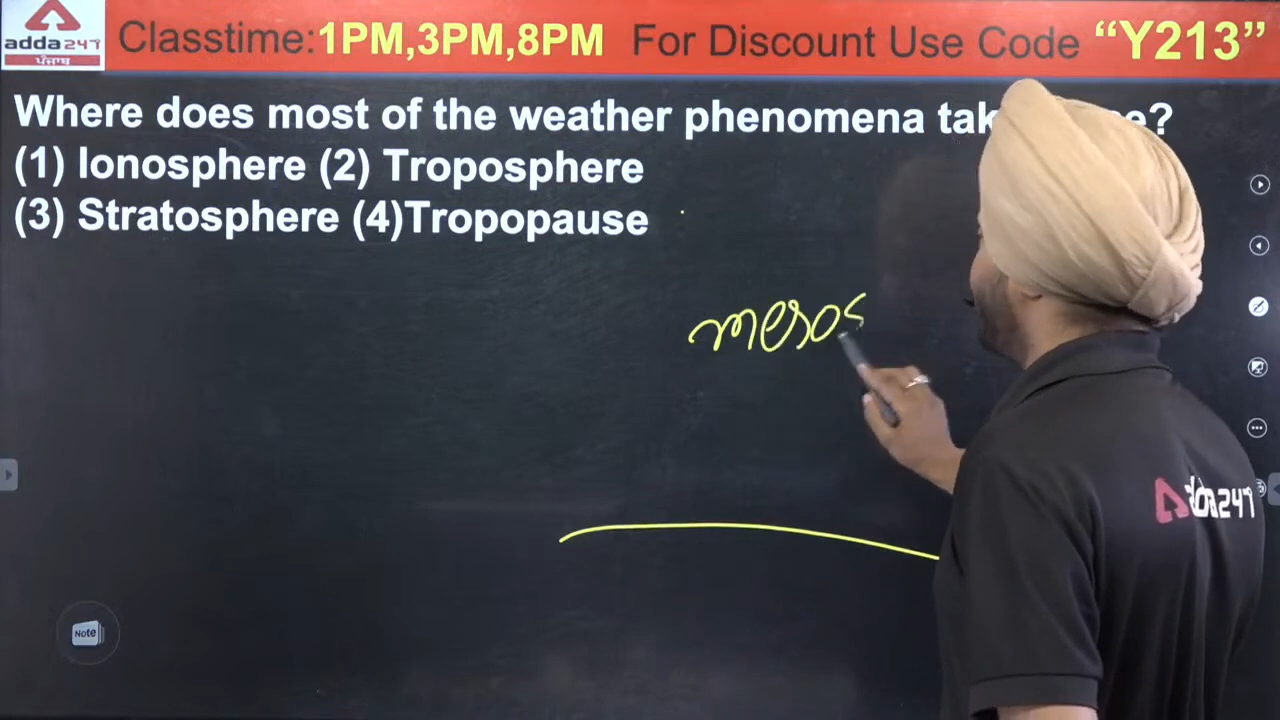 adda247
ਪੰਜਾਬ
Classtime:1PM,3PM,8PM For Discount Use Code “Y213”
Where does most of the weather phenomena
(1) Ionosphere (2) Troposphere
(3) Stratosphere (4)Tropopause
mesos
adda247
Note